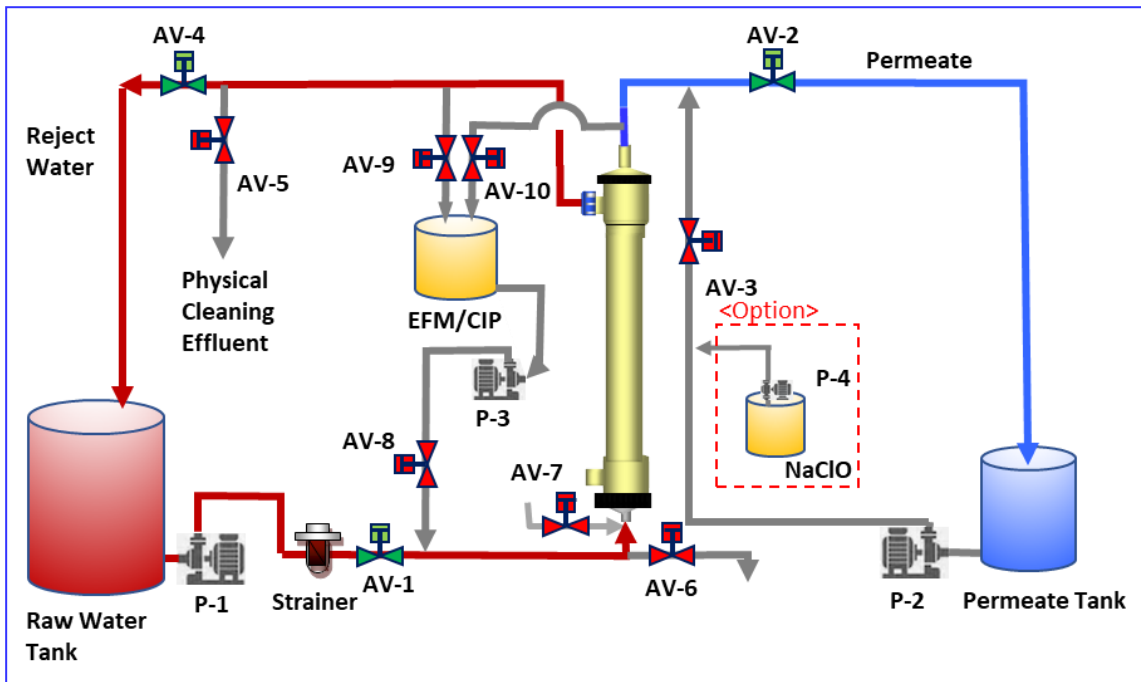 AV-4
AV-2
Permeate
Reject
Water
AV-5
AV-9
AV-10
AV-3
<Option>
Physical
Cleaning
Effluent
EFM/CIP
P-4
P-3
AV-8
AV-7
NaClO
P-1
Strainer
AV-1
AV-6
P-2
Permeate Tank
Raw Water
Tank